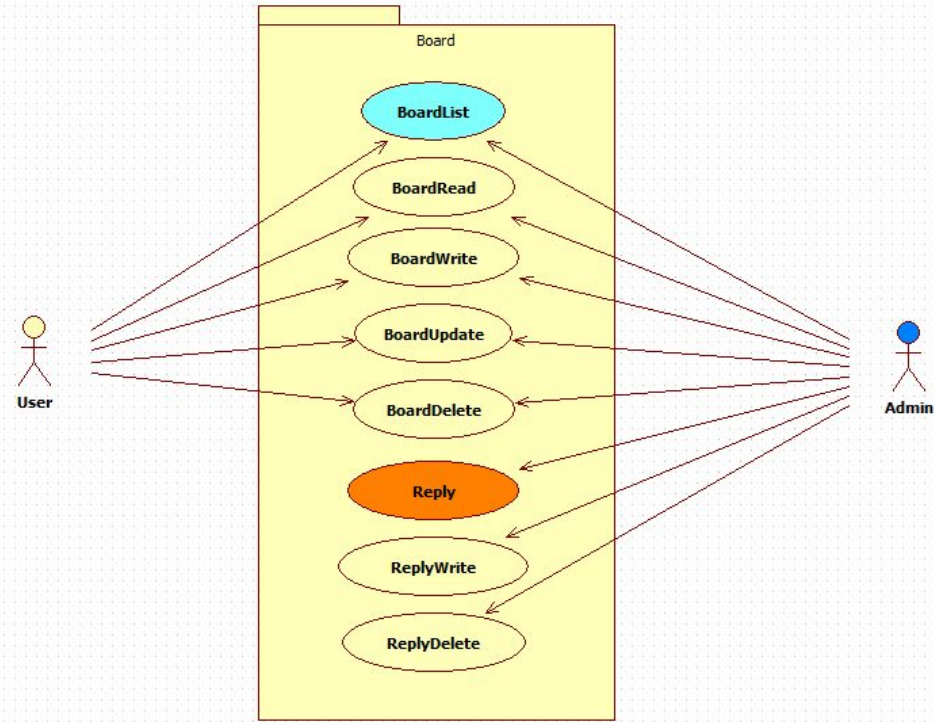 Board
BoardList
BoardRead
BoardWrite
BoardUpdate
BoardDelete
User
Admin
Reply
ReplyWrite
ReplyDelete